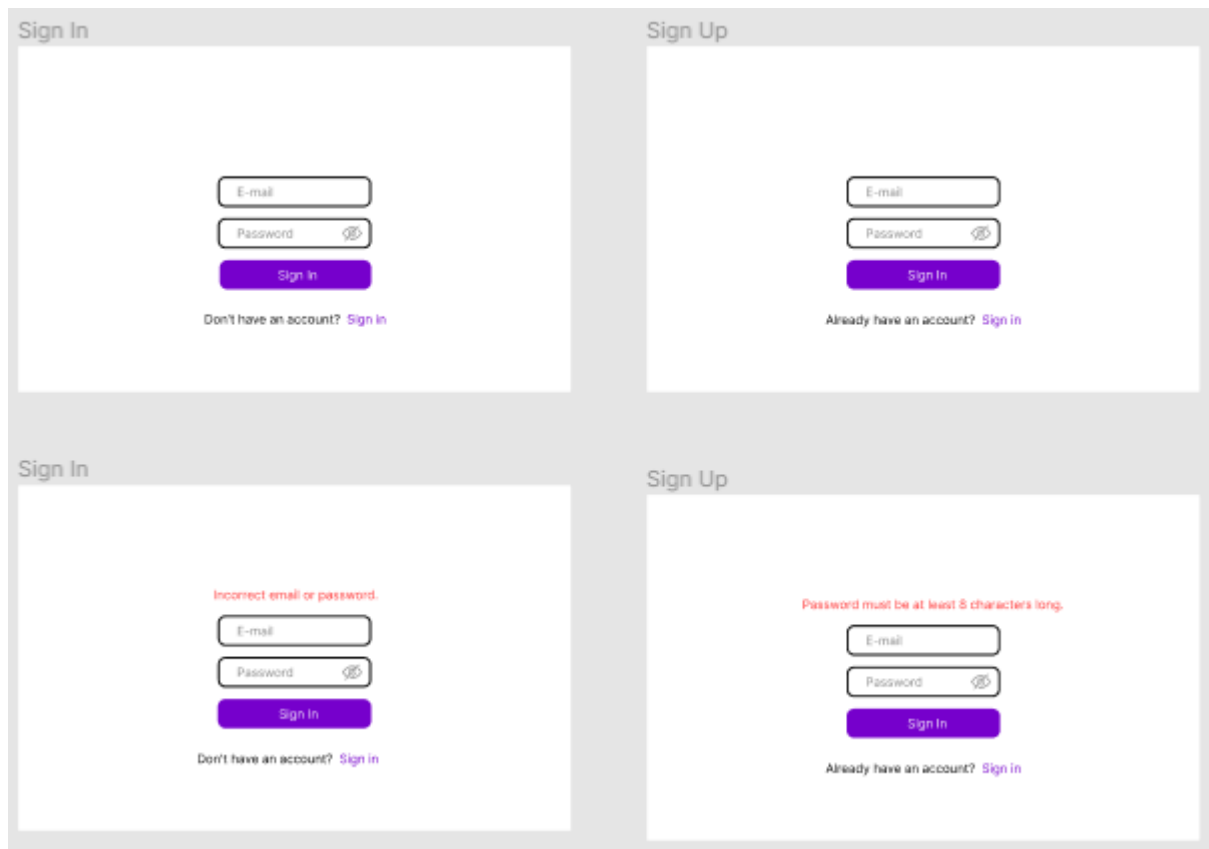 Sign In
E-mail
Password
Sign In
Don't have an account? Sign in
Sign Up
E-mail
Password
Sign In
Already have an account? Sign in
Sign In
Incorrect email or password.
E-mail
Password
Sign In
Don't have an account? Sign in
Sign Up
Password must be at least 8 characters long.
E-mail
Password
Sign In
Already have an account? Sign in